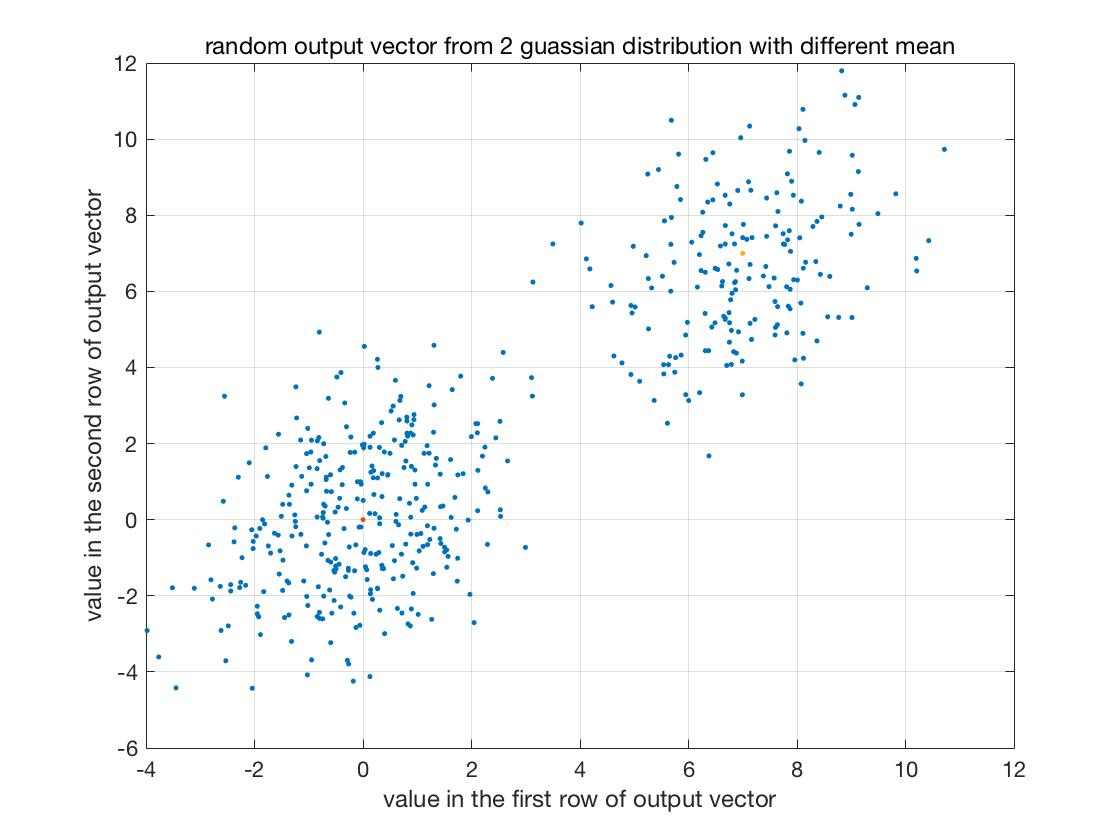 random output vector from 2 guassian distribution with different mean
12
10
8
6
4
2
0
-2
-4
-6
value in the second row of output vector
-4 -2 0 2 4 6 8 10 12
value in the first row of output vector